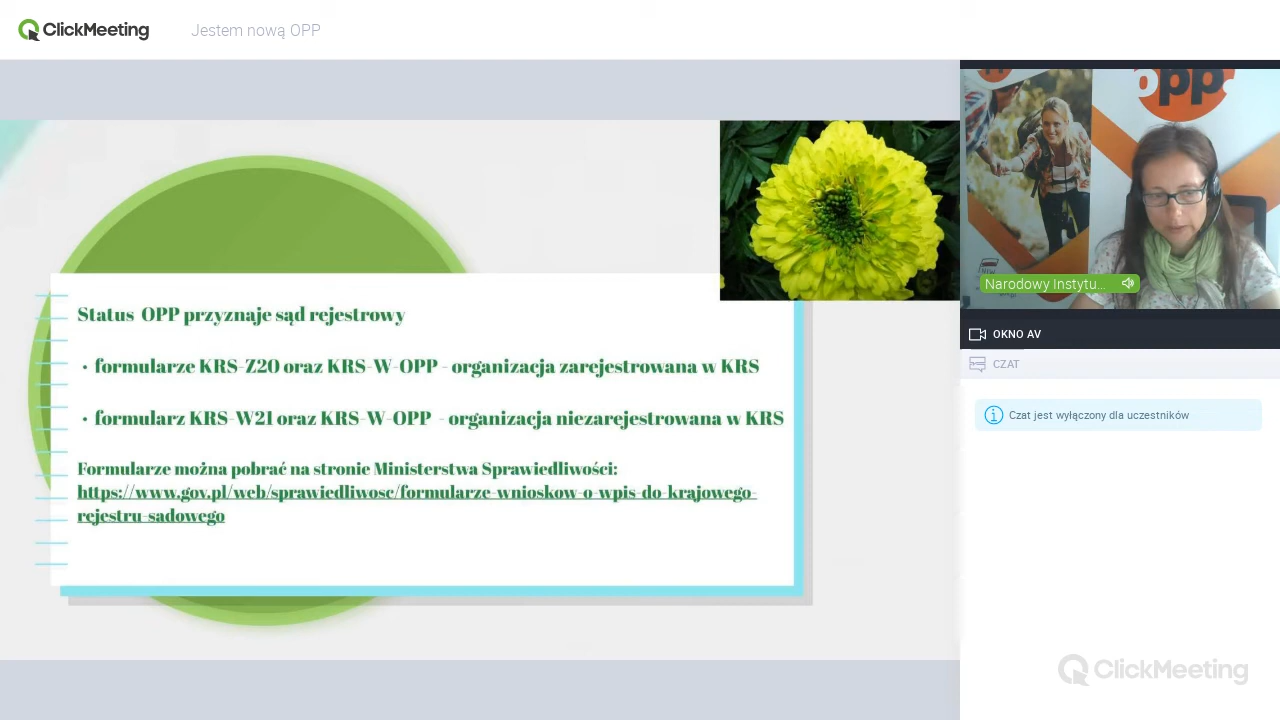 ClickMeeting
Jestem nową OPP
opp
Status OPP przyznaje sąd rejestrowy
• formularze KRS-Z20 oraz KRS-W-OPP - organizacja zarejestrowana w KRS
• formularz KRS-W21 oraz KRS-W-OPP - organizacja niezarejestrowana w KRS
Formularze można pobrać na stronie Ministerstwa Sprawiedliwości:
https://www.gov.pl/web/sprawiedliwosc/formularze-wnioskow-o-wpis-do-krajowego-
rejestru-sadowego
Narodowy Instytu...
OKNO AV
CZAT
Czat jest wyłączony dla uczestników
ClickMeeting